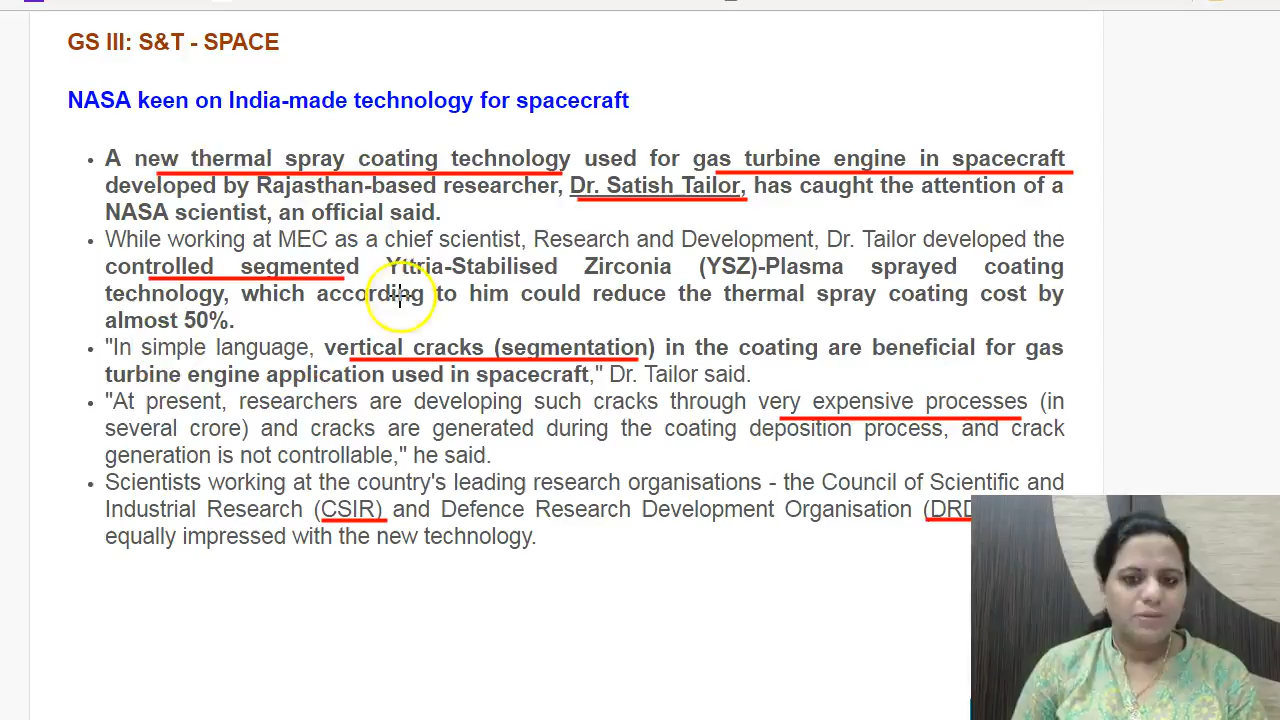 GS III: S&T - SPACE
NASA keen on India-made technology for spacecraft
• A new thermal spray coating technology used for gas turbine engine in spacecraft
developed by Rajasthan-based researcher, Dr. Satish Tailor, has caught the attention of a
NASA scientist, an official said.
• While working at MEC as a chief scientist, Research and Development, Dr. Tailor developed the
controlled segmented Yttria-Stabilised Zirconia (YSZ)-Plasma sprayed coating
technology, which according to him could reduce the thermal spray coating cost by
almost 50%.
• "In simple language, vertical cracks (segmentation) in the coating are beneficial for gas
turbine engine application used in spacecraft," Dr. Tailor said.
• "At present, researchers are developing such cracks through very expensive processes (in
several crore) and cracks are generated during the coating deposition process, and crack
generation is not controllable," he said.
• Scientists working at the country's leading research organisations - the Council of Scientific and
Industrial Research (CSIR) and Defence Research Development Organisation
equally impressed with the new technology.